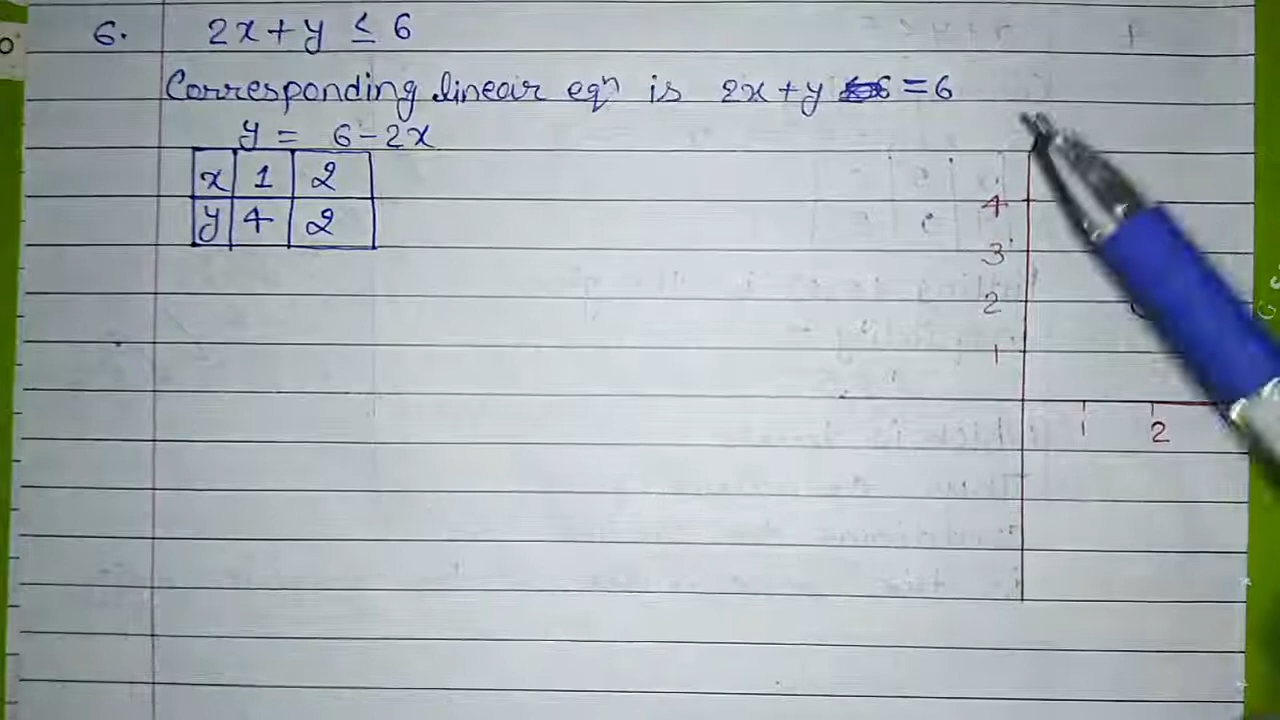 6. 2x+y ≤ 6
Corresponding linear eqn is 2x+y =6
y = 6-2x
x 1 2
y 4 2
4
3
2
1
1 2